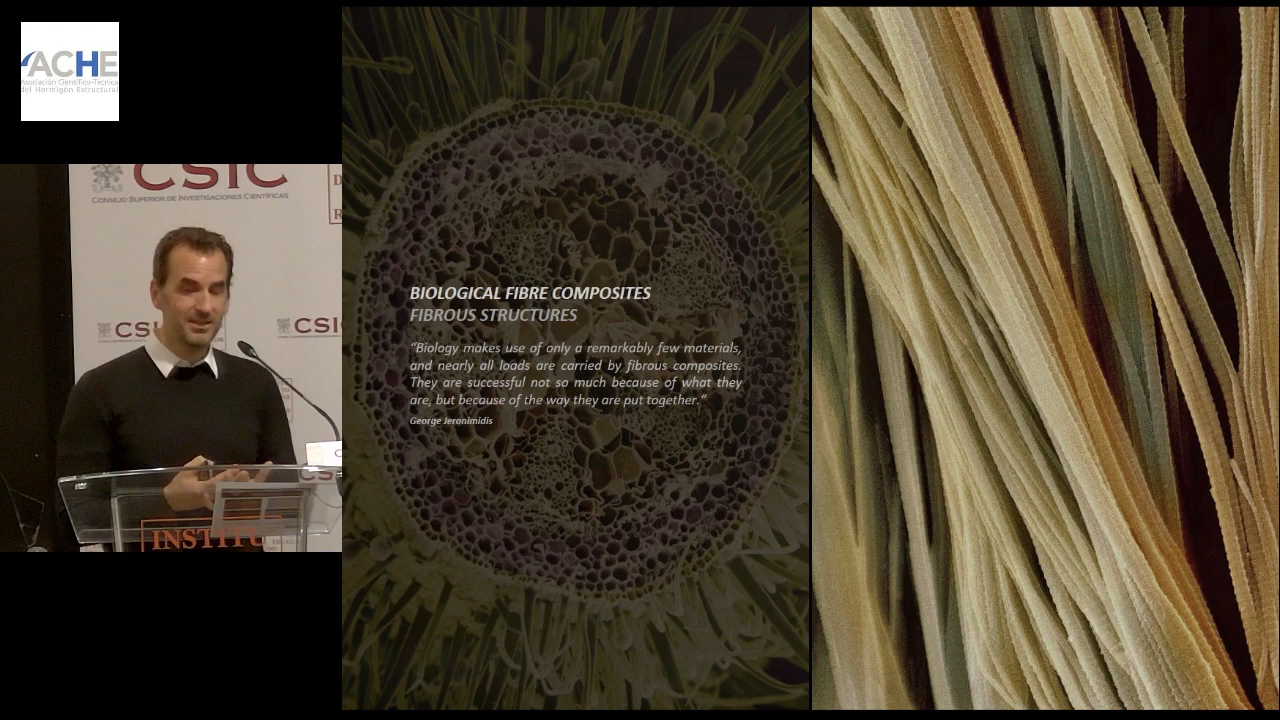 ACHE
Asociación Científico-Técnica
del Hormigón Estructural
CSIC
CONSEJO SUPERIOR DE INVESTIGACIONES CIENTÍFICAS
D
R
CSI
CSIC
CS
INSTITU
BIOLOGICAL FIBRE COMPOSITES
FIBROUS STRUCTURES
“Biology makes use of only a remarkably few materials,
and nearly all loads are carried by fibrous composites.
They are successful not so much because of what they
are, but because of the way they are put together.“
George Jeronimidis